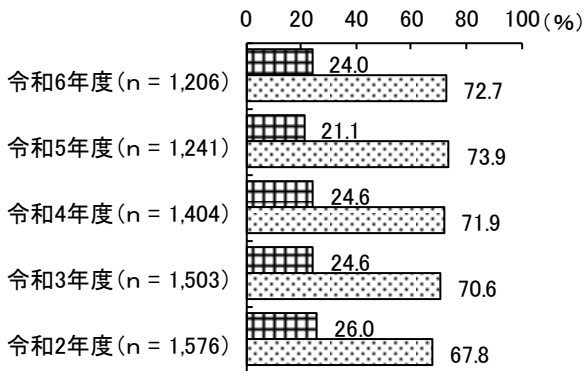 0 20 40 60 80 100(%)
令和6年度(n = 1,206) 24.0
72.7
令和5年度(n = 1,241) 21.1
73.9
令和4年度(n = 1,404) 24.6
71.9
令和3年度(n = 1,503) 24.6
70.6
令和2年度(n = 1,576) 26.0
67.8